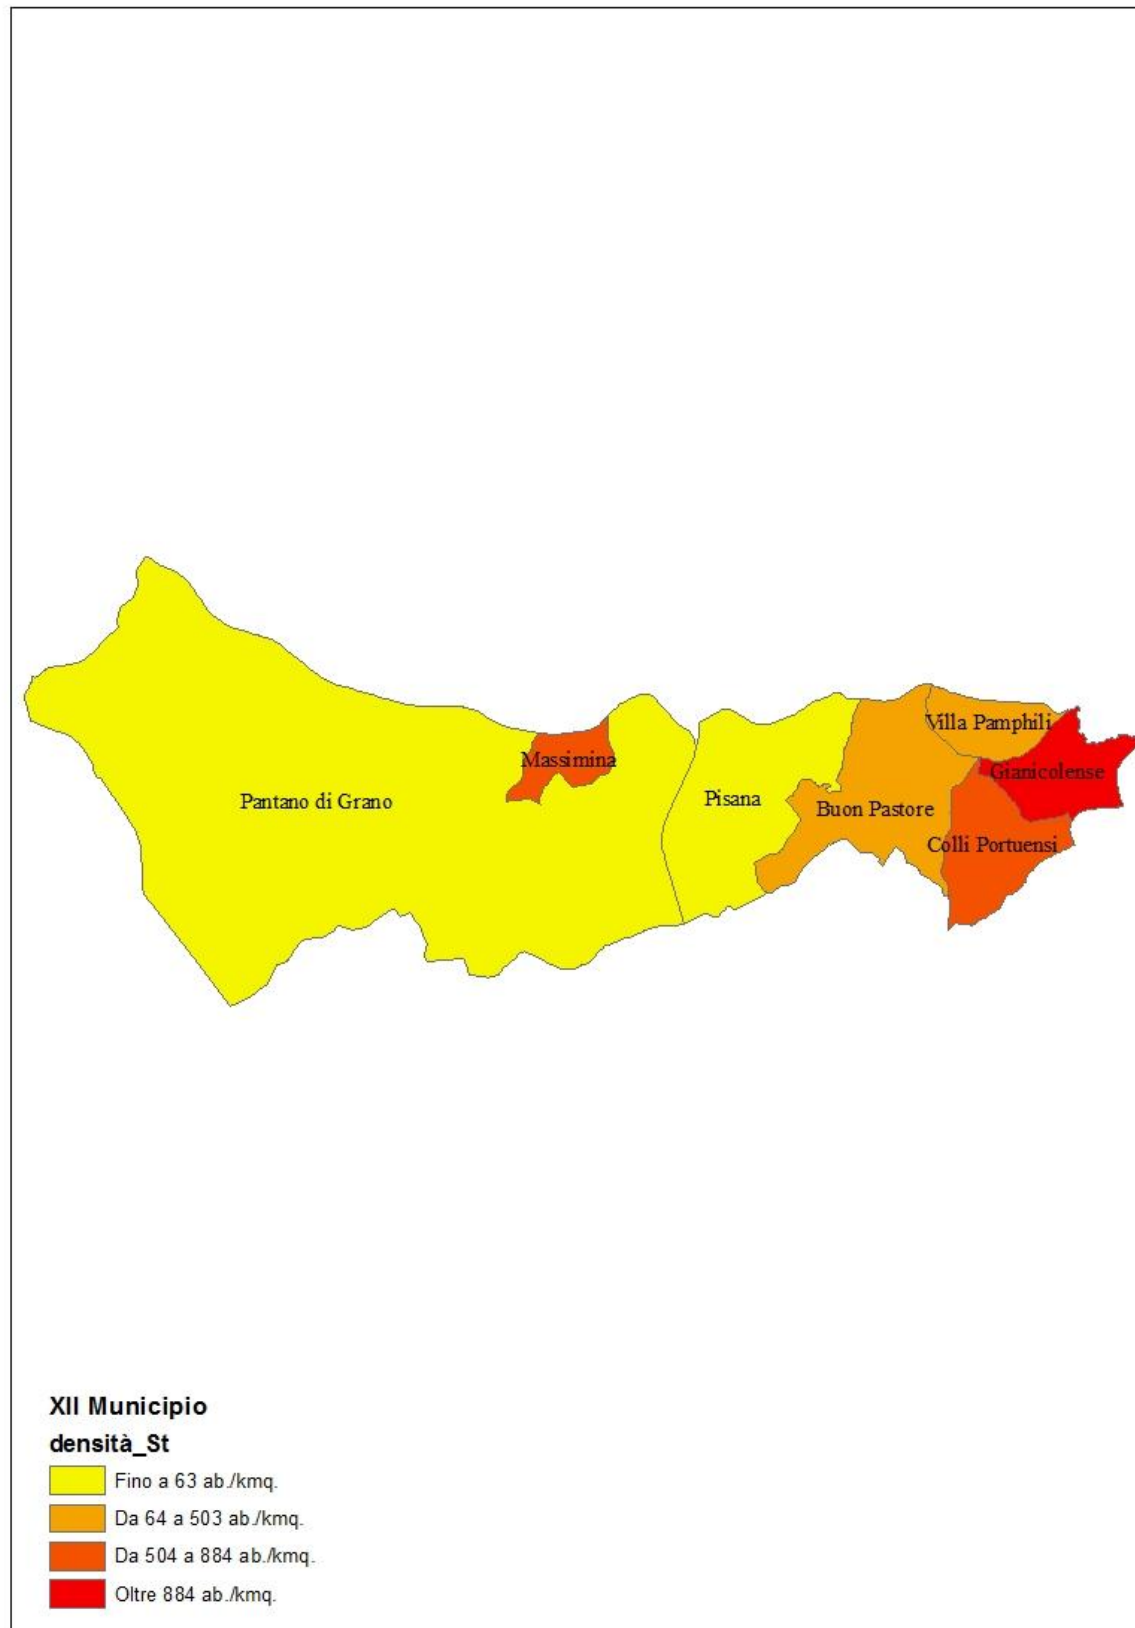 Villa Pamphili
Massimina
Gianicolense
Pantano di Grano
Pisana
Buon Pastore
Colli Portuensi
XII Municipio
densità_St
Fino a 63 ab./kmq.
Da 64 a 503 ab./kmq.
Da 504 a 884 ab./kmq.
Oltre 884 ab./kmq.